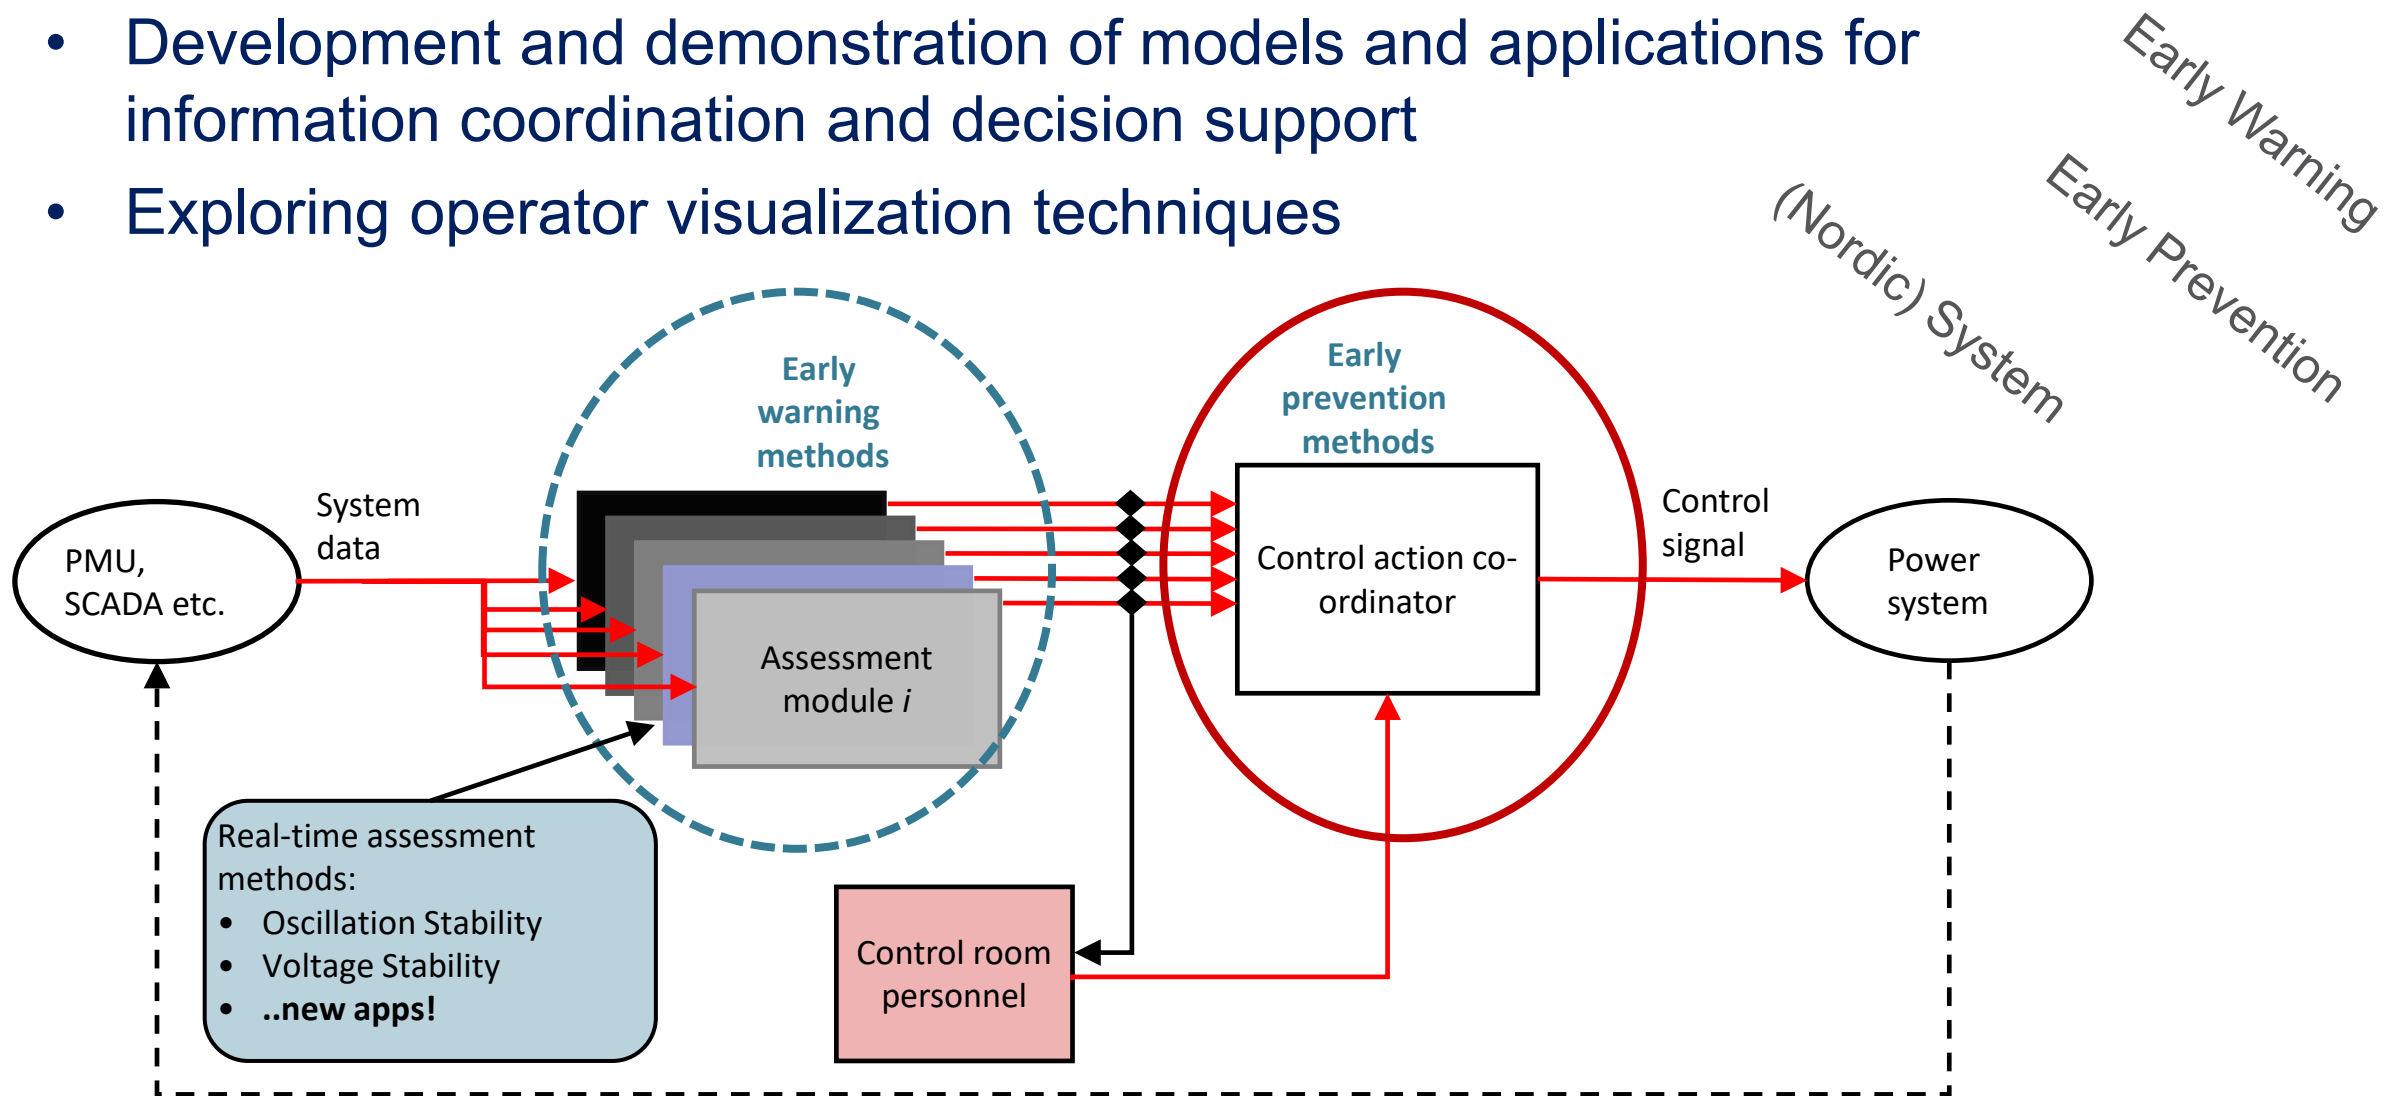 • Development and demonstration of models and applications for
information coordination and decision support
• Exploring operator visualization techniques
Early Warning
Early Prevention
(Nordic) System
Early
warning
methods
Early
prevention
methods
System
data
PMU,
SCADA etc.
Assessment
module i
Control action co-
ordinator
Control
signal
Power
system
Real-time assessment
methods:
• Oscillation Stability
• Voltage Stability
• ..new apps!
Control room
personnel